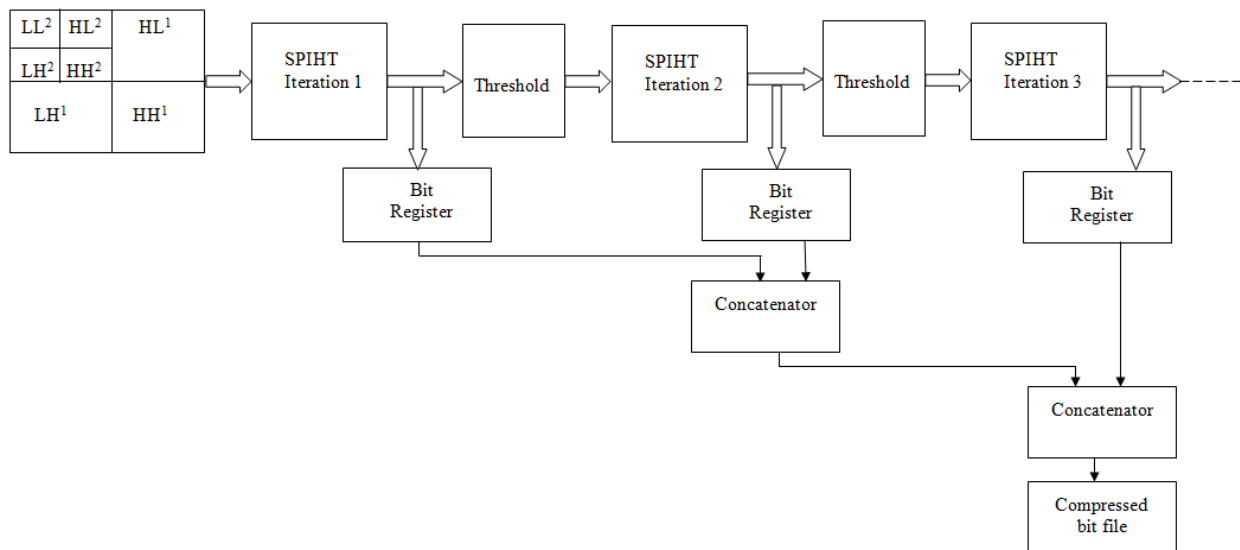 LL² HL² HL¹
LH² HH²
LH¹ HH¹
SPIHT
Iteration 1
Threshold
SPIHT
Iteration 2
Threshold
SPIHT
Iteration 3
Bit
Register
Bit
Register
Bit
Register
Concatenator
Concatenator
Compressed
bit file